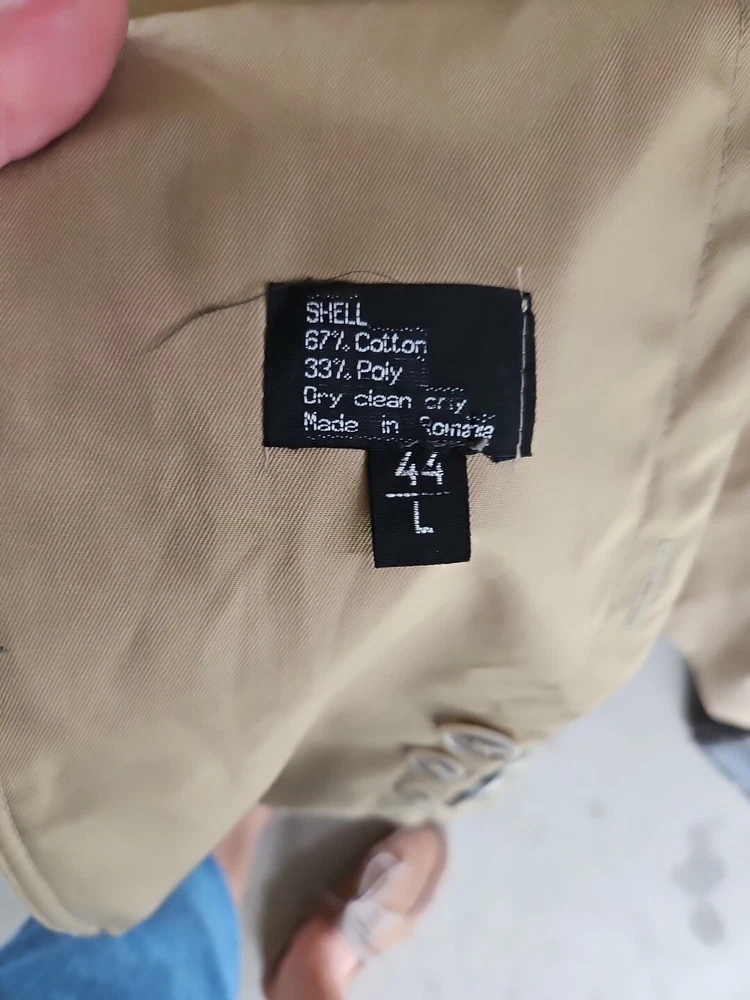 SHELL
67% Cotton
33% Poly
Dry clean only
Made in Romania
44
L